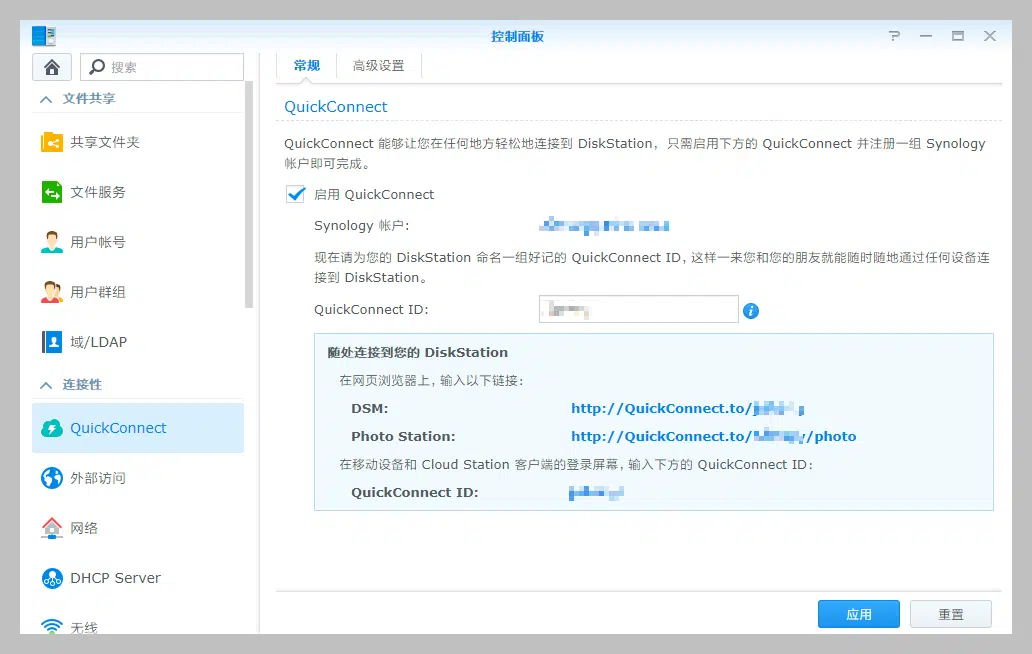 控制面板
搜索
常规 高级设置
文件共享
共享文件夹
文件服务
用户帐号
用户群组
域/LDAP
连接性
QuickConnect
外部访问
网络
DHCP Server
无线
QuickConnect
QuickConnect 能够让您在任何地方轻松地连接到 DiskStation，只需启用下方的 QuickConnect 并注册一组 Synology
帐户即可完成。
启用 QuickConnect
Synology 帐户:
现在请为您的 DiskStation 命名一组好记的 QuickConnect ID，这样一来您和您的朋友就能随时随地通过任何设备连
接到 DiskStation。
QuickConnect ID:
随处连接到您的 DiskStation
在网页浏览器上，输入以下链接：
DSM: http://QuickConnect.to/
Photo Station: http://QuickConnect.to/ /photo
在移动设备和 Cloud Station 客户端的登录屏幕，输入下方的 QuickConnect ID：
QuickConnect ID:
应用 重置